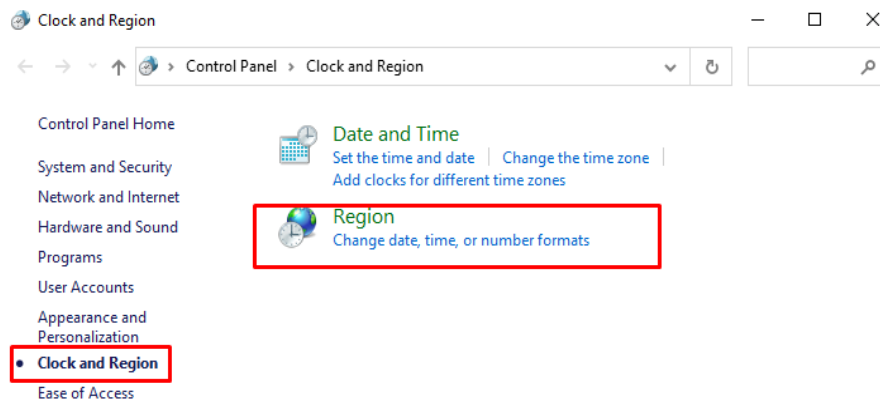 Clock and Region
Control Panel > Clock and Region
Control Panel Home
System and Security
Network and Internet
Hardware and Sound
Programs
User Accounts
Appearance and
Personalization
Clock and Region
Ease of Access
Date and Time
Set the time and date | Change the time zone |
Add clocks for different time zones
Region
Change date, time, or number formats